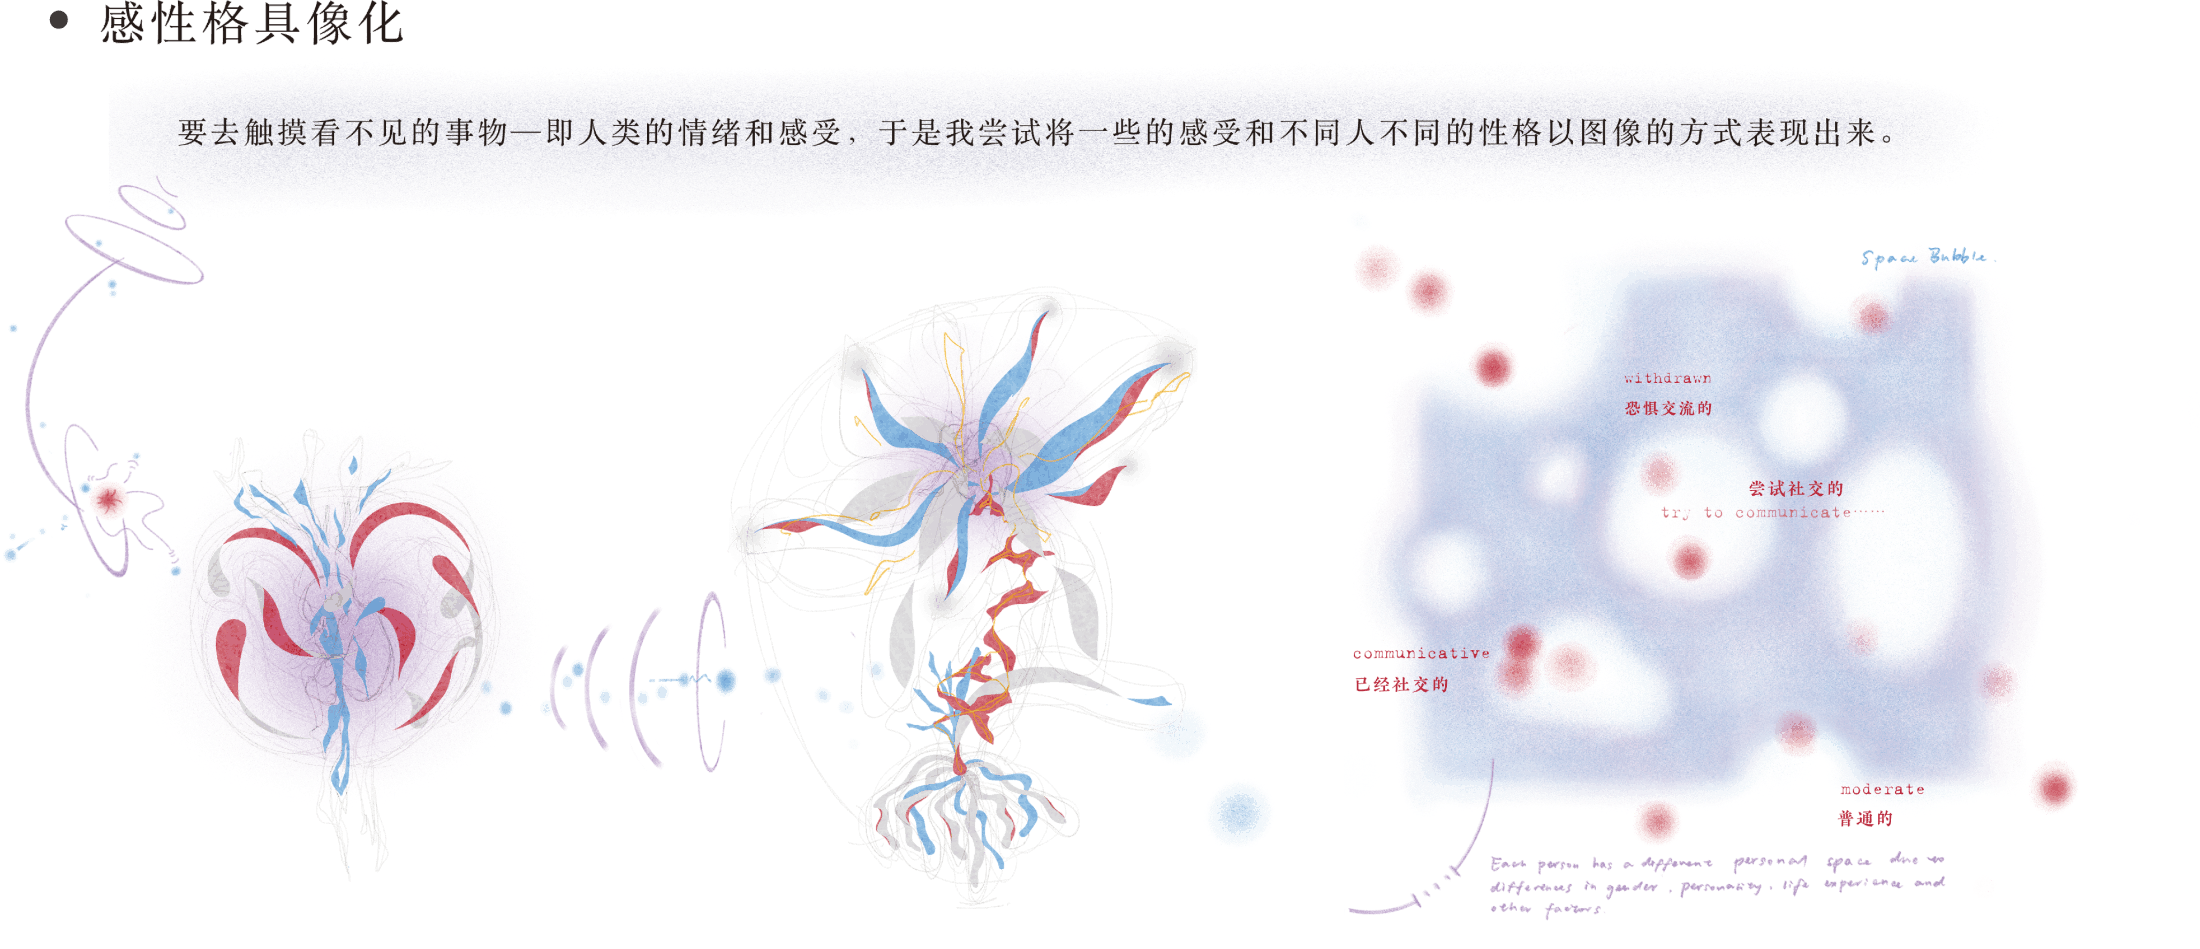 • 感性格具像化
要去触摸看不见的事物—即人类的情绪和感受，于是我尝试将一些的感受和不同人不同的性格以图像的方式表现出来。
Space Bubble.
withdrawn
恐惧交流的
尝试社交的
try to communicate······
communicative
已经社交的
moderate
普通的
Each person has a different personal space due to
differences in gender, personality, life experience and
other factors.